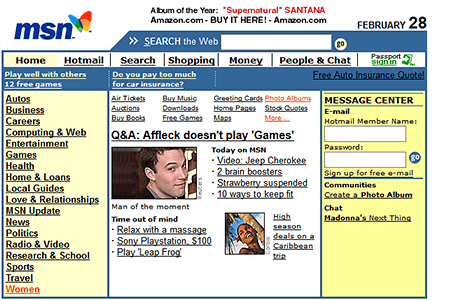 msn
Album of the Year: "Supernatural" SANTANA
Amazon.com - BUY IT HERE! - Amazon.com
FEBRUARY 28
SEARCH the Web
go
Home
Hotmail
Search
Shopping
Money
People & Chat
Passport
sign in
Play well with others
12 free games
Do you pay too much
for car insurance?
Free Auto Insurance Quote!
Autos
Business
Careers
Computing & Web
Entertainment
Games
Health
Home & Loans
Local Guides
Love & Relationships
MSN Update
News
Politics
Radio & Video
Research & School
Sports
Travel
Women
Air Tickets
Buy Music
Greeting Cards
Photo Albums
Auctions
Downloads
Home Pages
Stock Quotes
Buy Books
Free Games
Maps
More ...
Q&A: Affleck doesn't play 'Games'
Reuters
Man of the moment
Today on MSN
· Video: Jeep Cherokee
· 2 brain boosters
· Strawberry suspended
· 10 ways to keep fit
Time out of mind
· Relax with a massage
· Sony Playstation, $100
· Play 'Leap Frog'
High
season
deals on a
Caribbean
trip
MESSAGE CENTER
E-mail
Hotmail Member Name:
Password:
go
Sign up for free e-mail
Communities
Create a Photo Album
Chat
Madonna's Next Thing